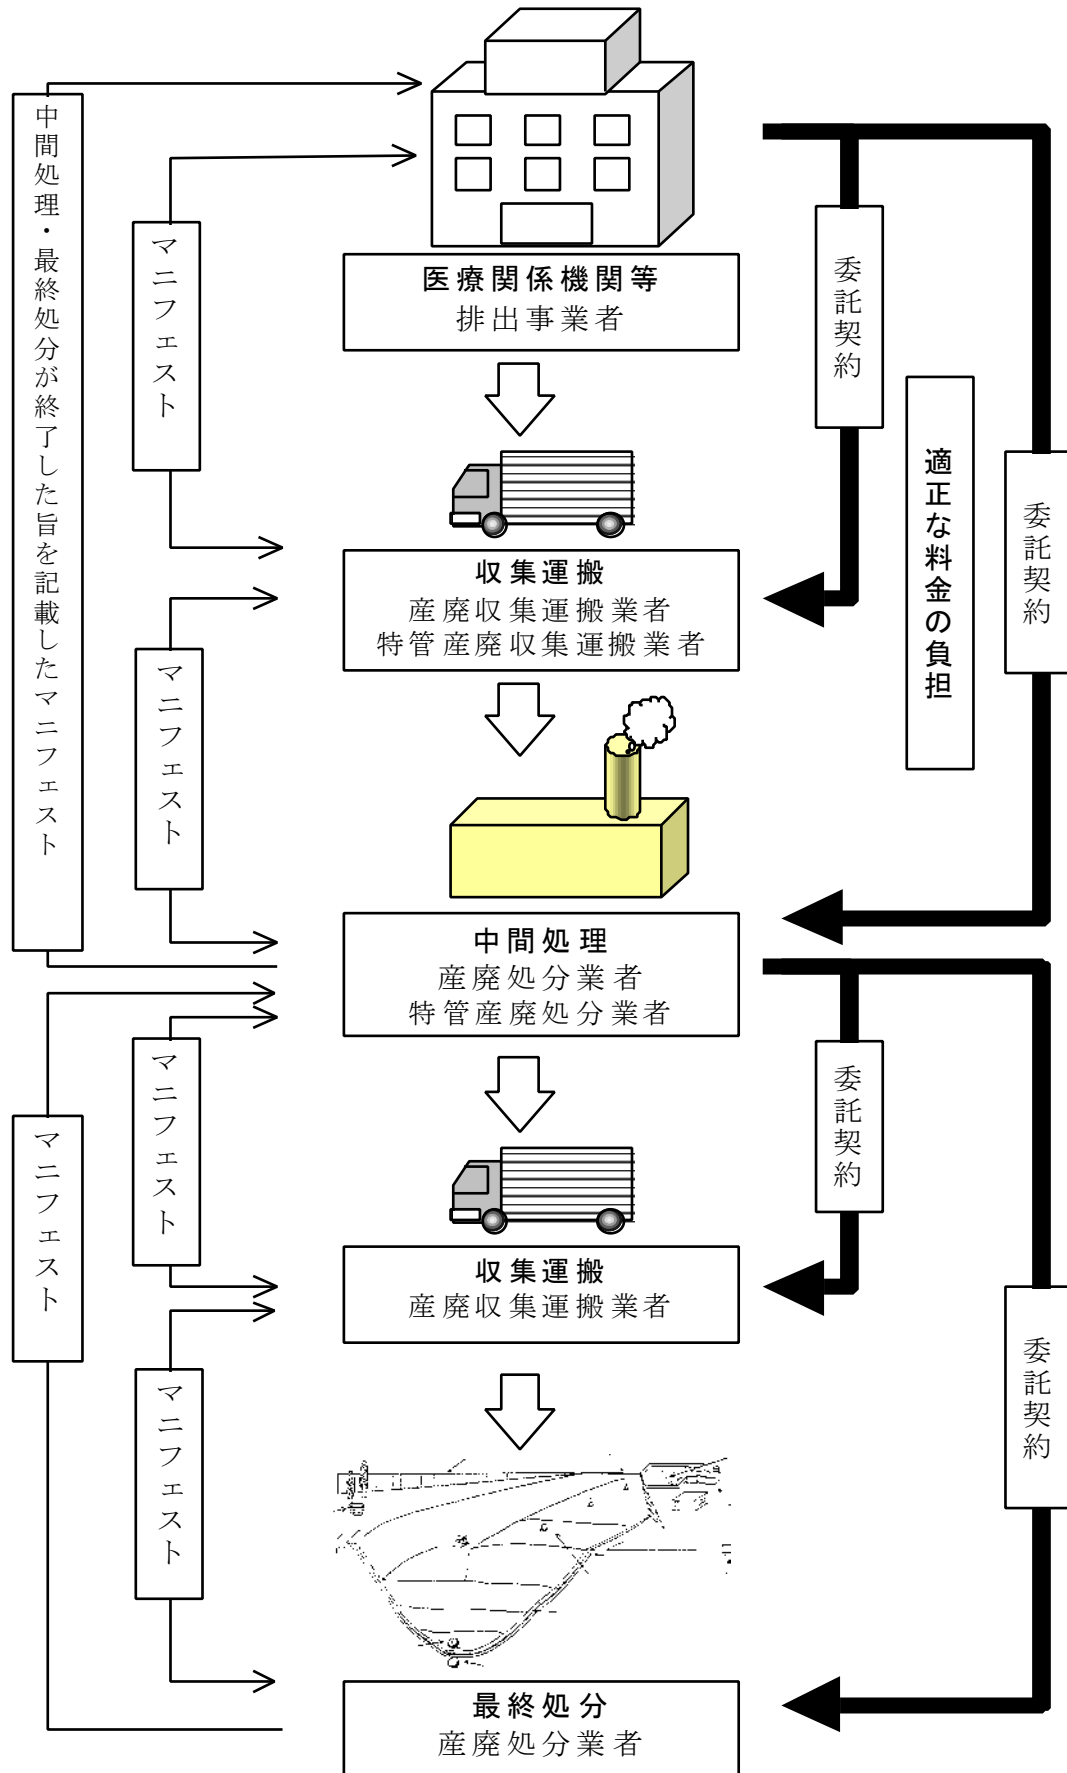 中間処理・最終処分が終了した旨を記載したマニフェスト
マニフェスト
医療関係機関等
排出事業者
委託契約
適正な料金の負担
委託契約
収集運搬
産廃収集運搬業者
特管産廃収集運搬業者
マニフェスト
中間処理
産廃処分業者
特管産廃処分業者
マニフェスト
マニフェスト
委託契約
収集運搬
産廃収集運搬業者
委託契約
マニフェスト
最終処分
産廃処分業者